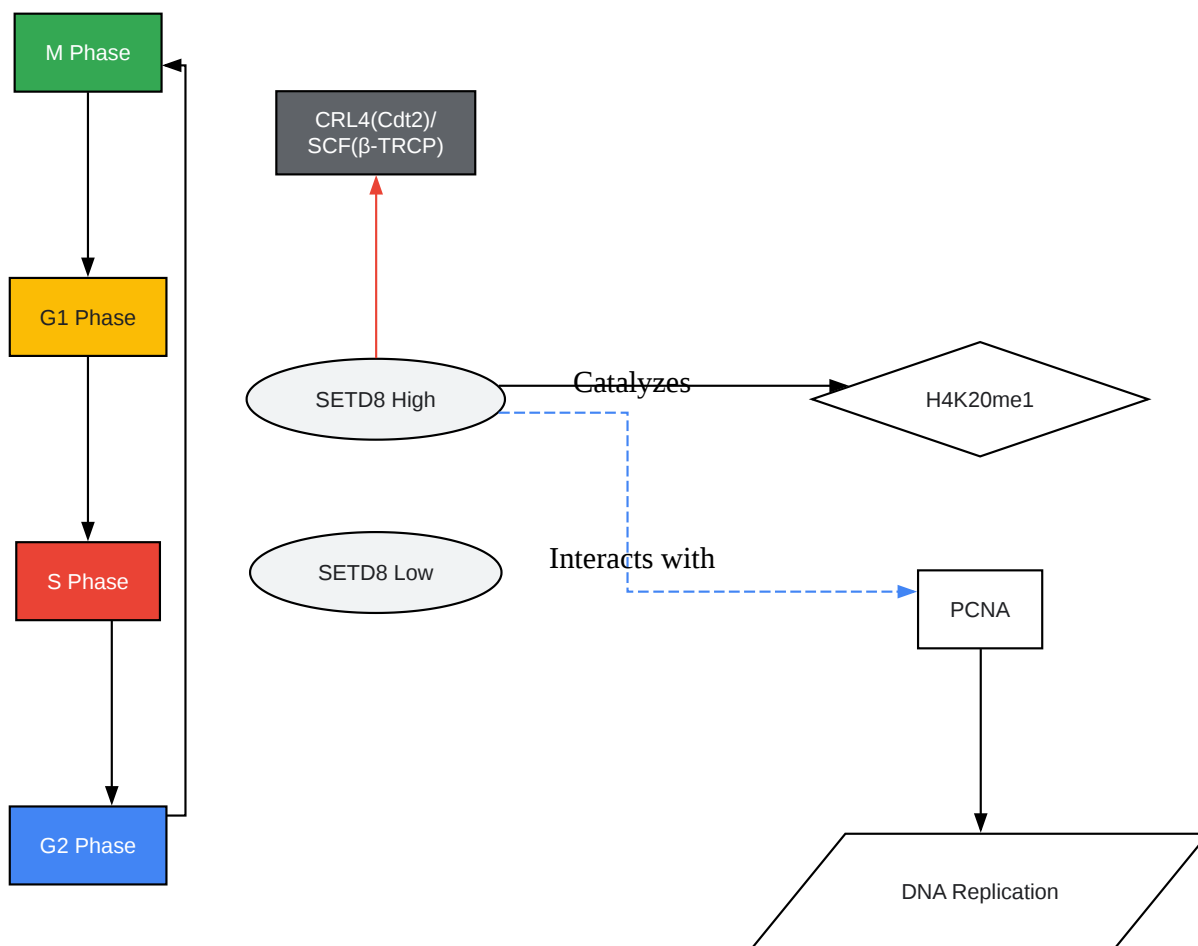 M Phase
CRL4(Cdt2)/
SCF(β-TRCP)
G1 Phase
Catalyzes
SETD8 High
H4K20me1
Interacts with
SETD8 Low
S Phase
PCNA
G2 Phase
DNA Replication